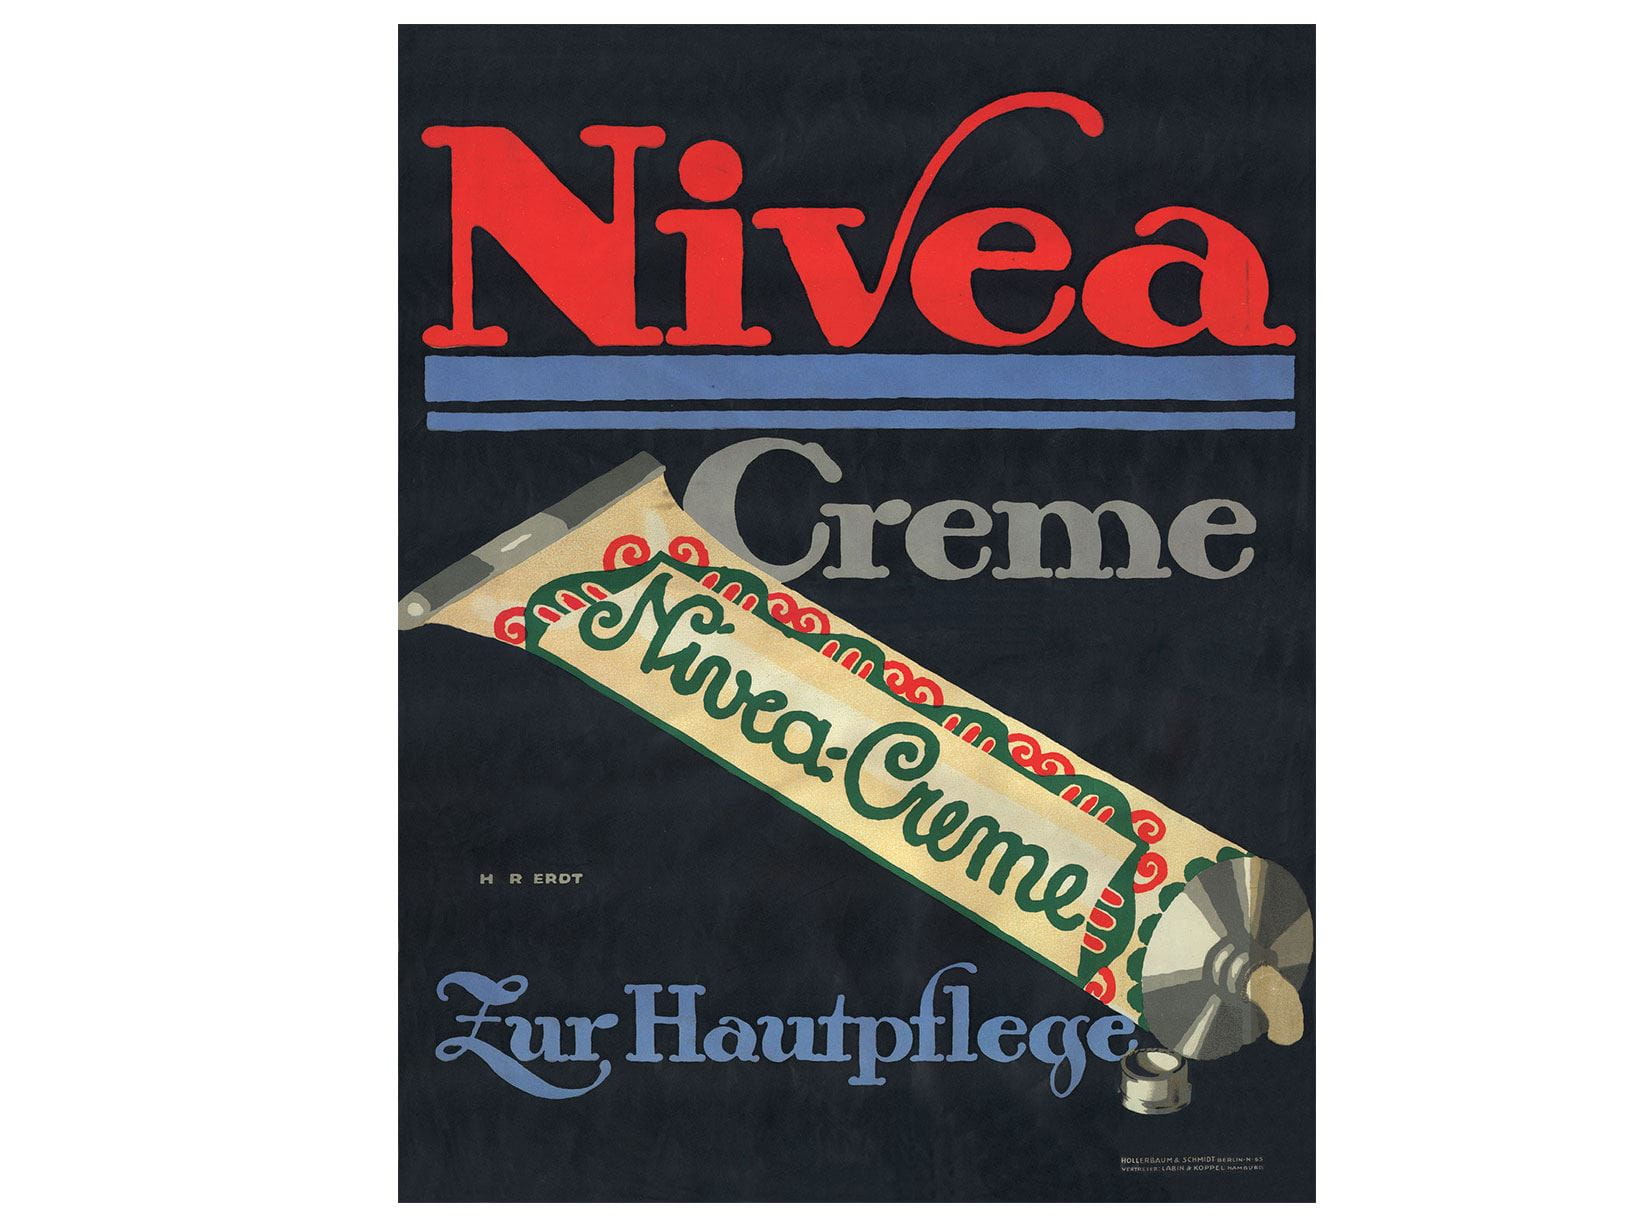 Nivea
Creme
Nivea-Creme
H R ERDT
Zur Hautpflege
HOLLERBAUM & SCHMIDT BERLIN·N·65
VERTRETER: LABIN & KOPPEL HAMBURG